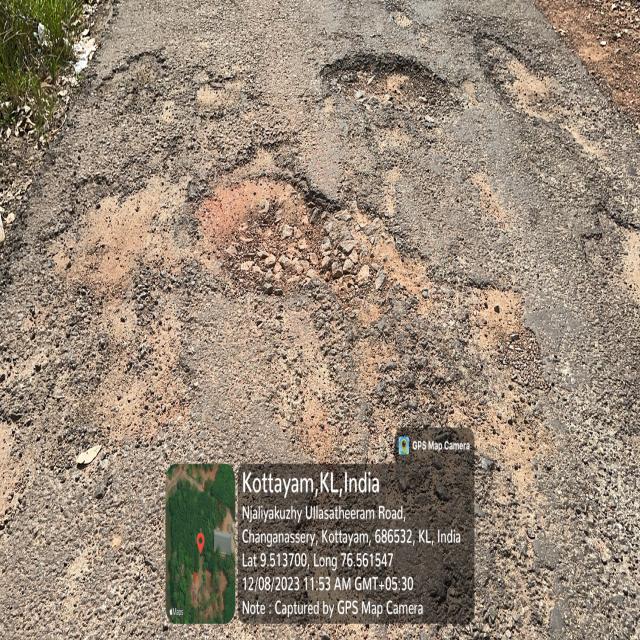 GPS Map Camera
Kottayam,KL,India
Njaliyakuzhy Ullasatheeram Road,
Changanassery, Kottayam, 686532, KL, India
Lat 9.513700, Long 76.561547
12/08/2023 11:53 AM GMT+05:30
Note : Captured by GPS Map Camera
Maps